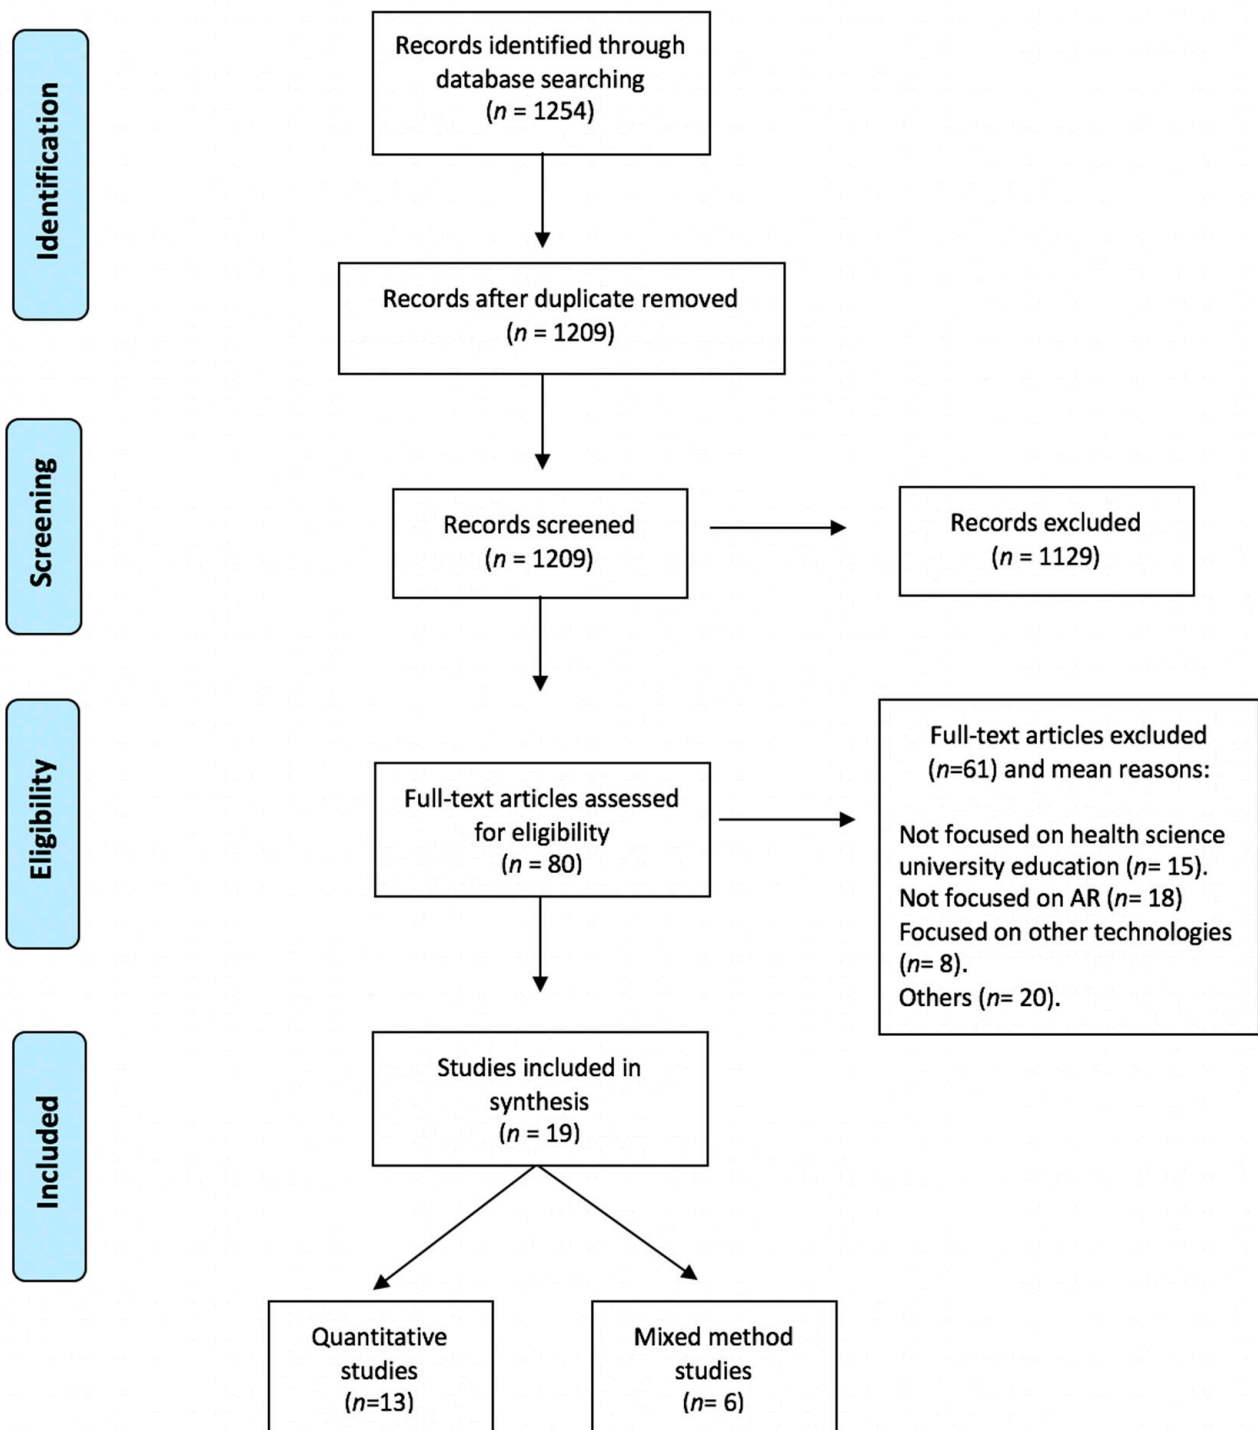 Identification
Records identified through
database searching
(n = 1254)
Records after duplicate removed
(n = 1209)
Screening
Records screened
(n = 1209)
Records excluded
(n = 1129)
Eligibility
Full-text articles assessed
for eligibility
(n = 80)
Full-text articles excluded
(n=61) and mean reasons:
Not focused on health science
university education (n= 15).
Not focused on AR (n= 18)
Focused on other technologies
(n= 8).
Others (n= 20).
Included
Studies included in
synthesis
(n = 19)
Quantitative
studies
(n=13)
Mixed method
studies
(n= 6)